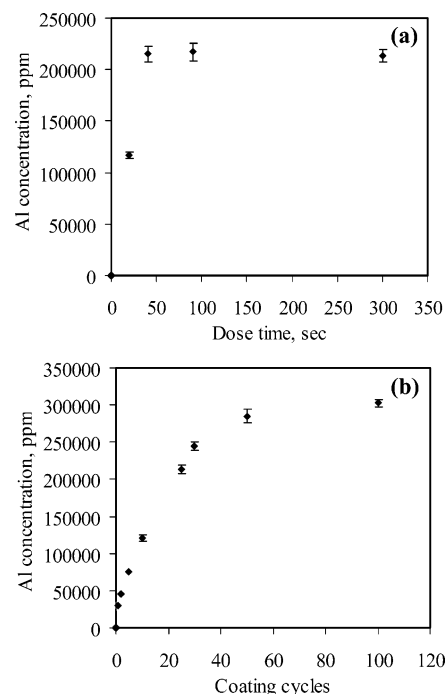 (a)
Al concentration, ppm
250000
200000
150000
100000
50000
0
0 50 100 150 200 250 300 350
Dose time, sec
(b)
Al concentration, ppm
350000
300000
250000
200000
150000
100000
50000
0
0 20 40 60 80 100 120
Coating cycles